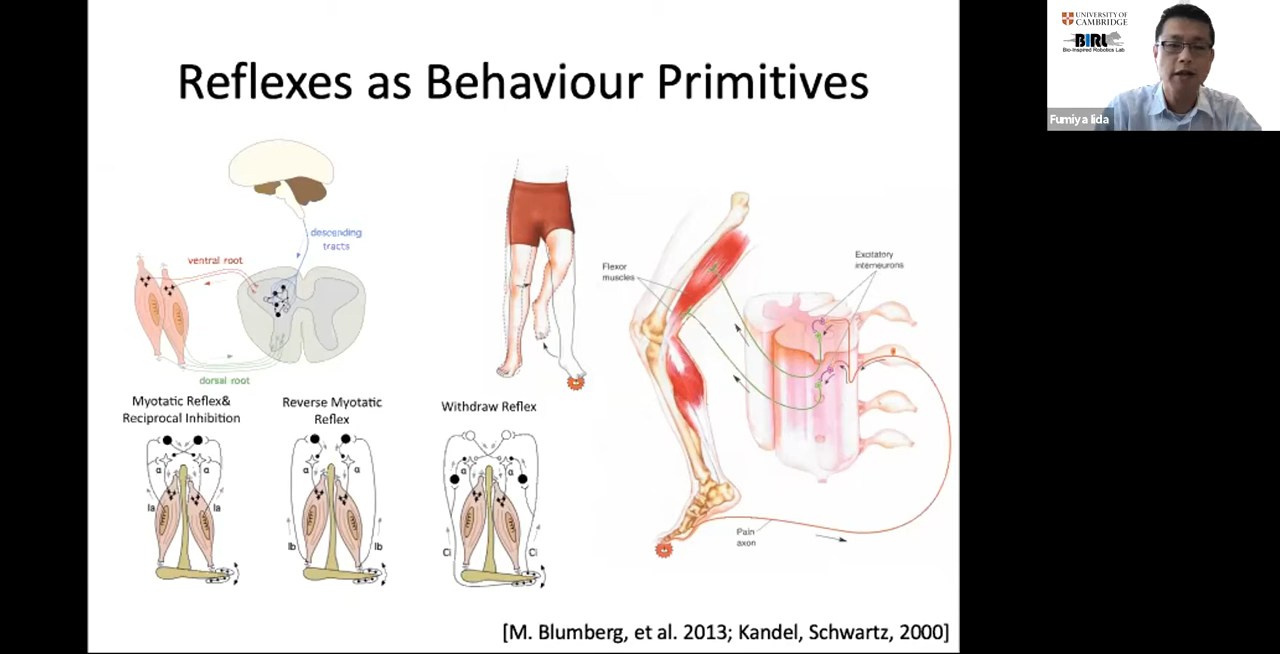 Reflexes as Behaviour Primitives
descending
tracts
ventral root
dorsal root
Flexor
muscles
Excitatory
interneurons
Pain
axon
Myotatic Reflex&
Reciprocal Inhibition
Reverse Myotatic
Reflex
Withdraw Reflex
α
α
Ia
Ia
α
α
Ib
Ib
α
α
Ci
Ci
[M. Blumberg, et al. 2013; Kandel, Schwartz, 2000]
UNIVERSITY OF
CAMBRIDGE
BIRL
Bio-Inspired Robotics Lab
Fumiya Iida